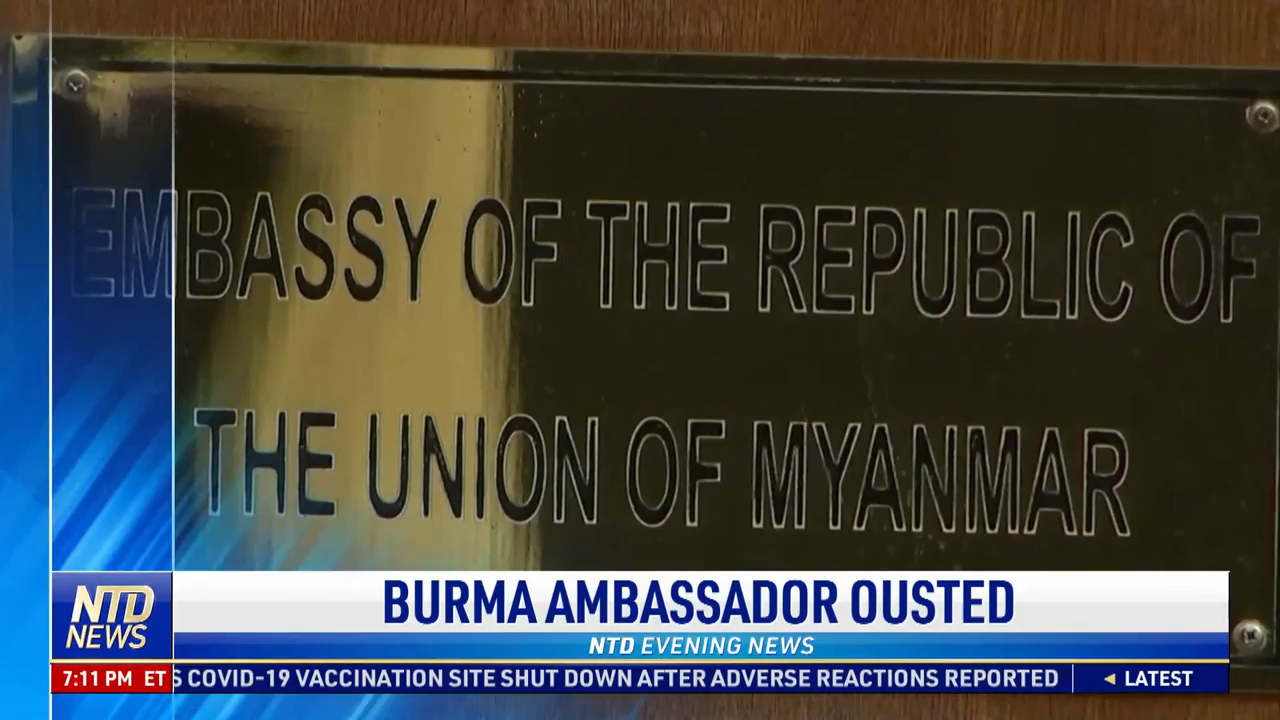 EMBASSY OF THE REPUBLIC OF
THE UNION OF MYANMAR
NTD
NEWS
BURMA AMBASSADOR OUSTED
NTD EVENING NEWS
7:11 PM ET
S COVID-19 VACCINATION SITE SHUT DOWN AFTER ADVERSE REACTIONS REPORTED
◄ LATEST